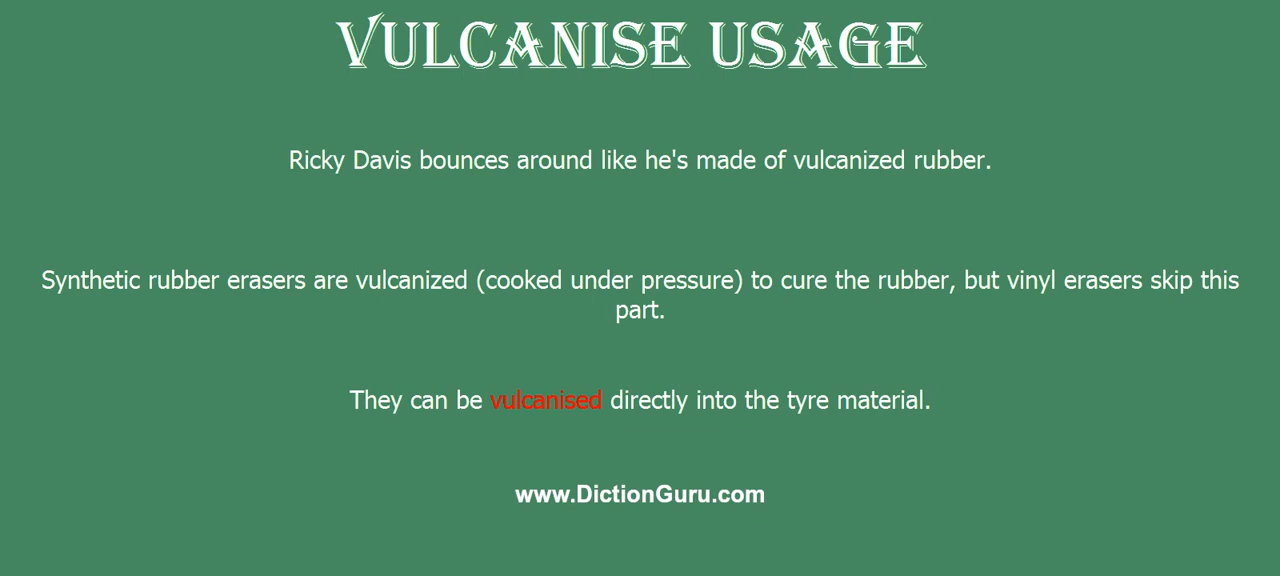 VULCANISE USAGE
Ricky Davis bounces around like he's made of vulcanized rubber.
Synthetic rubber erasers are vulcanized (cooked under pressure) to cure the rubber, but vinyl erasers skip this
part.
They can be vulcanised directly into the tyre material.
www.DictionGuru.com